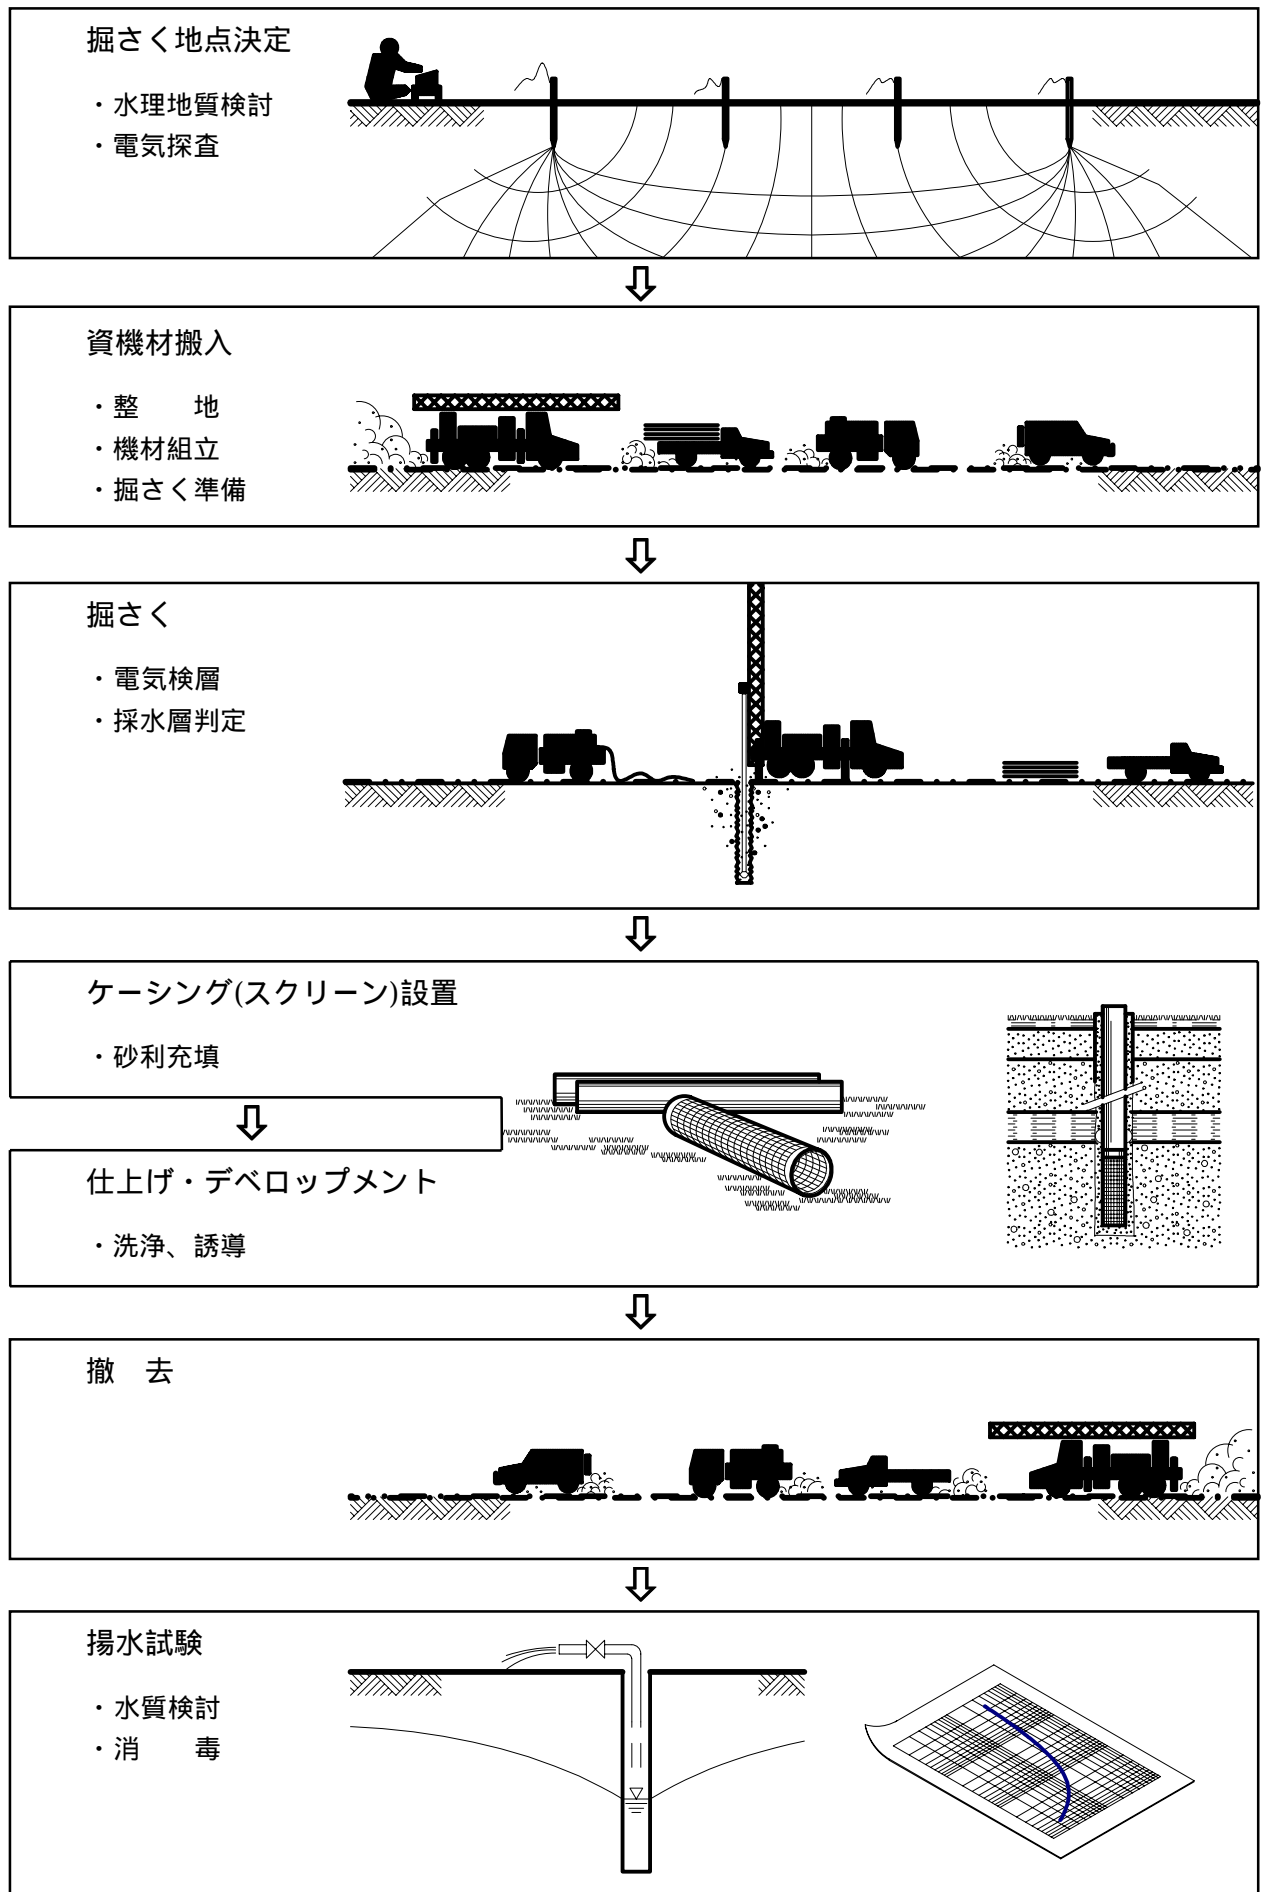 掘さく地点決定
・水理地質検討
・電気探査
資機材搬入
・整　　地
・機材組立
・掘さく準備
掘さく
・電気検層
・採水層判定
ケーシング(スクリーン)設置
・砂利充填
仕上げ・デベロップメント
・洗浄、誘導
撤　去
揚水試験
・水質検討
・消　　毒